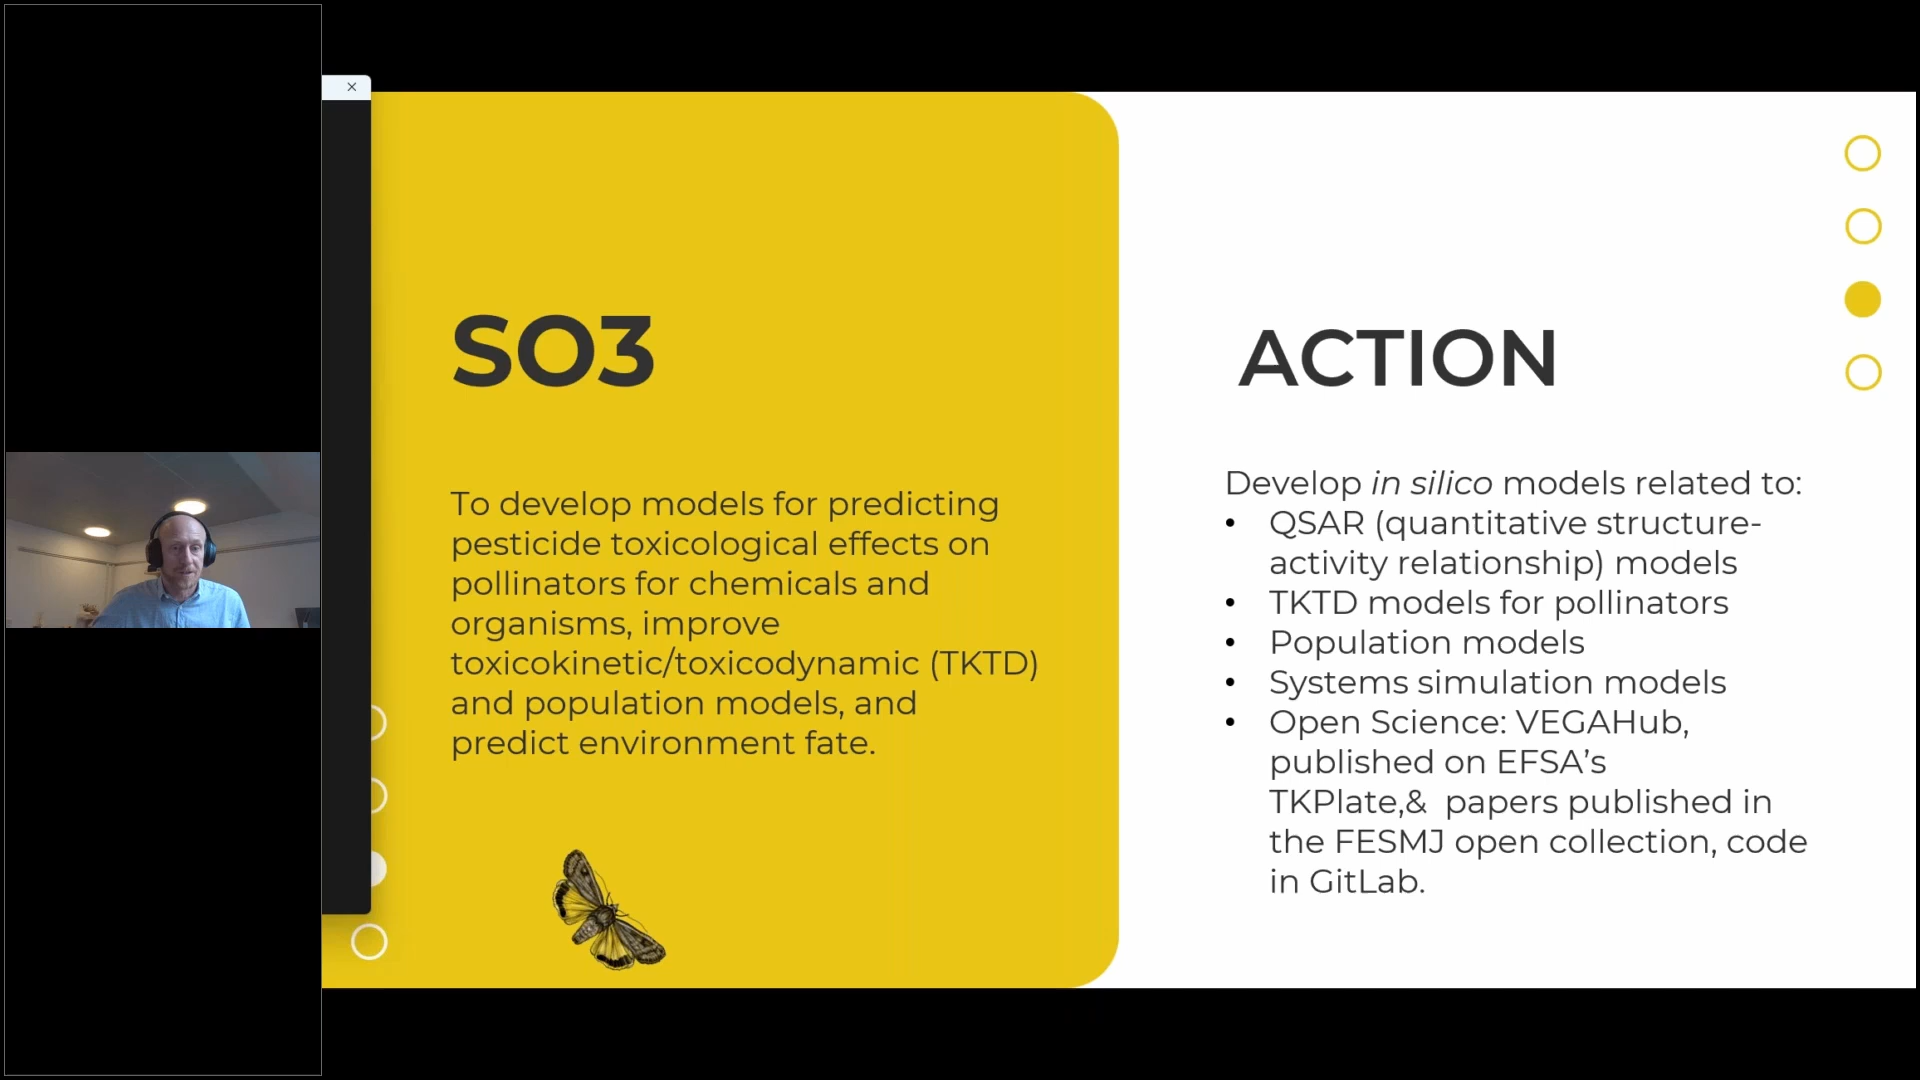 SO3
To develop models for predicting
pesticide toxicological effects on
pollinators for chemicals and
organisms, improve
toxicokinetic/toxicodynamic (TKTD)
and population models, and
predict environment fate.
ACTION
Develop in silico models related to:
• QSAR (quantitative structure-
activity relationship) models
• TKTD models for pollinators
• Population models
• Systems simulation models
• Open Science: VEGAHub,
published on EFSA’s
TKPlate,&  papers published in
the FESMJ open collection, code
in GitLab.